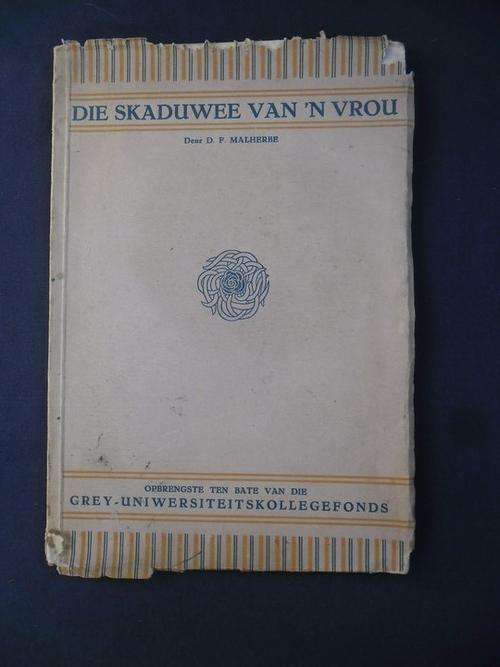 DIE SKADUWEE VAN 'N VROU
Deur D. F. MALHERBE
OPBRENGSTE TEN BATE VAN DIE
GREY-UNIWERSITEITSKOLLEGEFONDS